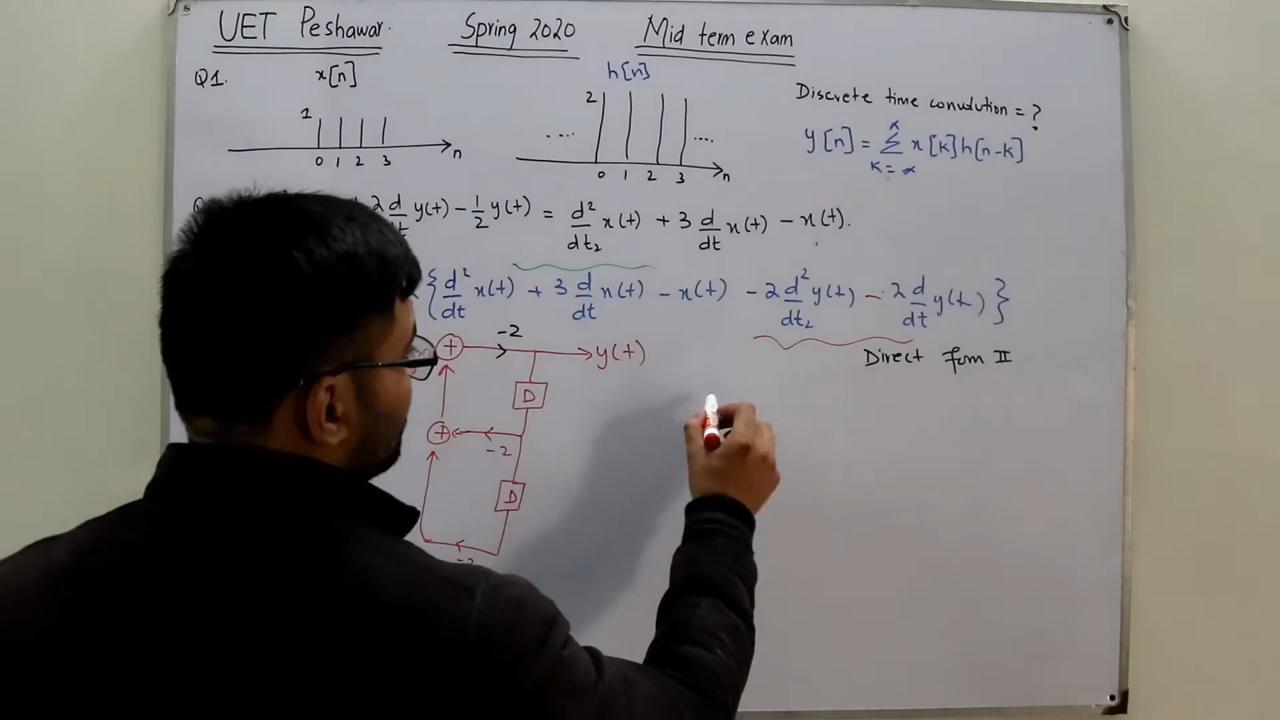 UET Peshawar. Spring 2020 Mid term exam
Q1. x[n] h[n]
Discrete time convolution = ?
1 0 1 2 3 n
2 .... .... 0 1 2 3 n
y[n] = Σ x[k]h[n-k]
2 d/dt y(t) - 1/2 y(t) = d²/dt₂ x(t) + 3 d/dt x(t) - x(t).
{d²/dt x(t) + 3 d/dt x(t) - x(t) - 2 d²/dt₂ y(t) - 2 d/dt y(t)}
Direct form II
+ -2 y(t)
D
+ -2
D
-2